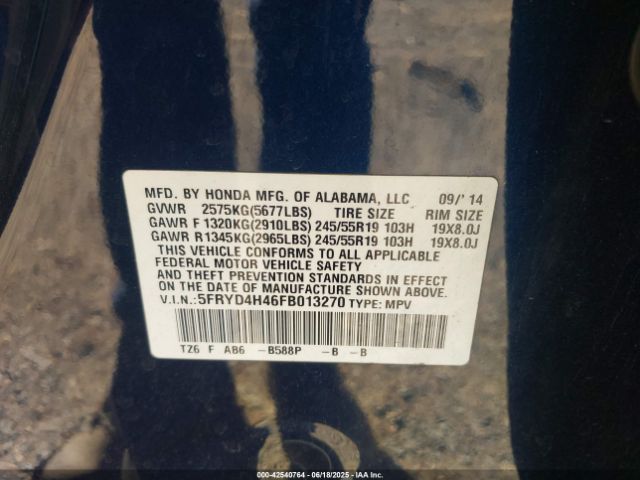 MFD. BY HONDA MFG. OF ALABAMA, LLC 09/' 14
GVWR 2575KG(5677LBS) TIRE SIZE RIM SIZE
GAWR F 1320KG(2910LBS) 245/55R19 103H 19X8.0J
GAWR R1345KG(2965LBS) 245/55R19 103H 19X8.0J
THIS VEHICLE CONFORMS TO ALL APPLICABLE
FEDERAL MOTOR VEHICLE SAFETY
AND THEFT PREVENTION STANDARDS IN EFFECT
ON THE DATE OF MANUFACTURE SHOWN ABOVE.
V.I.N.: 5FRYD4H46FB013270 TYPE: MPV
TZ6 F AB6 -B588P -B -B
000-42540764 | 06/18/2025 | IAA Inc.